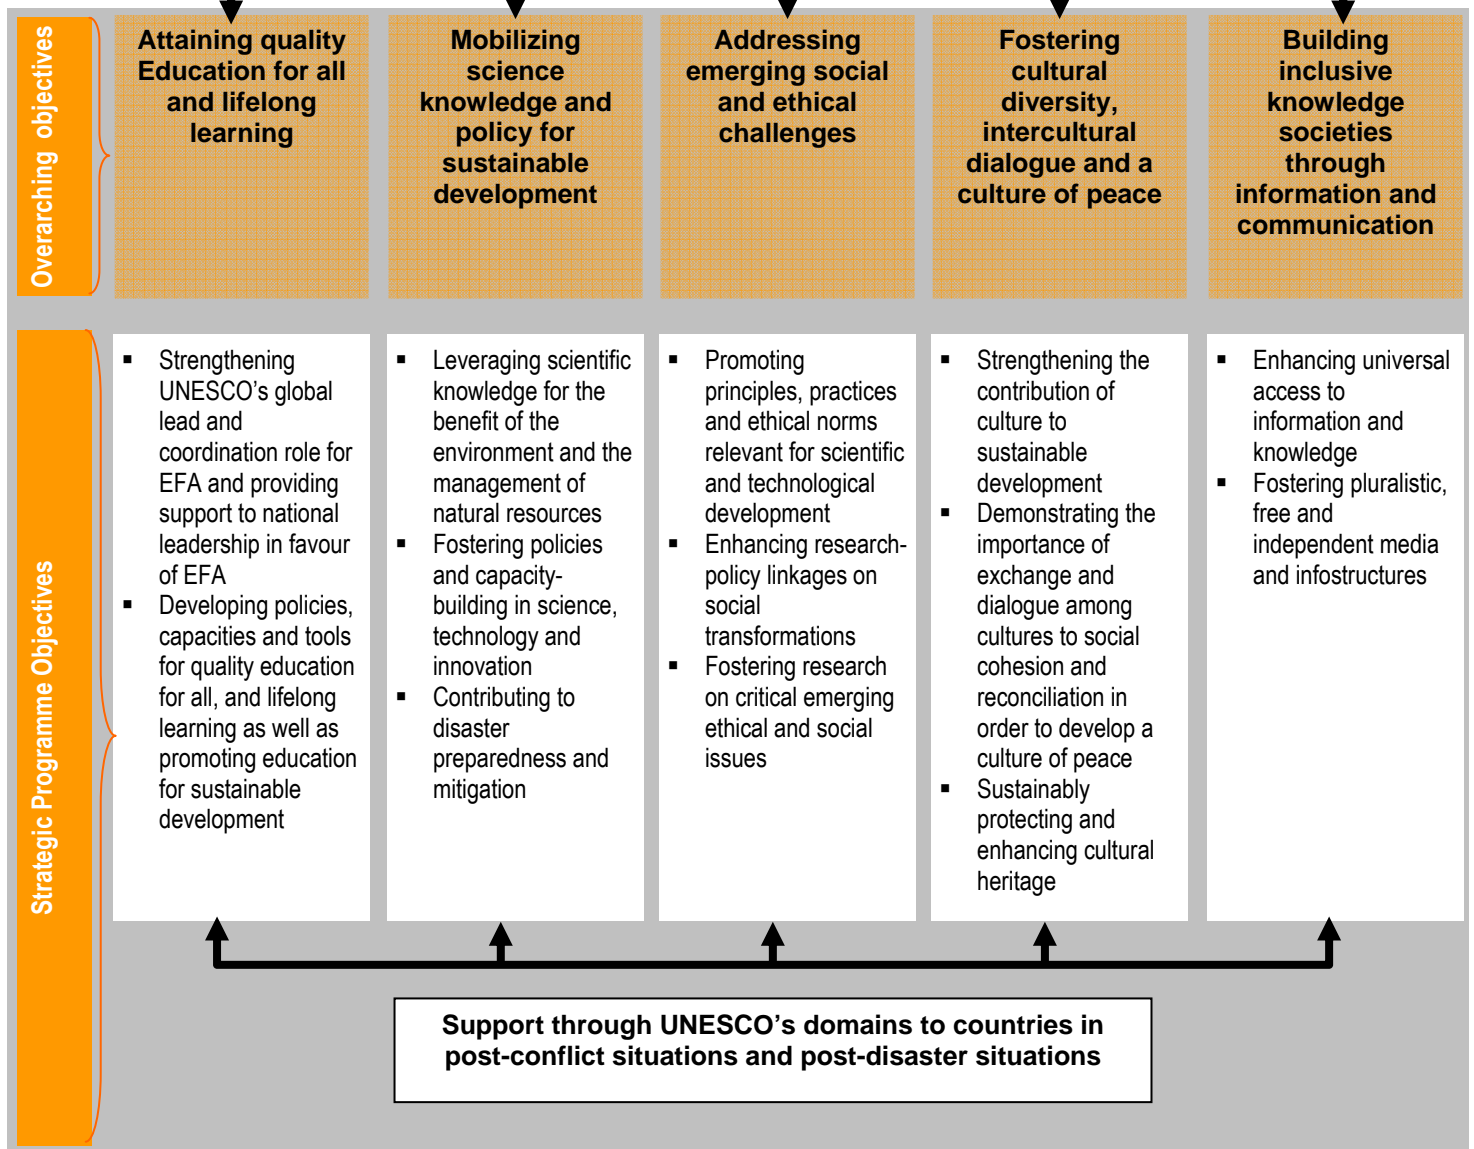 Overarching objectives
Attaining quality
Education for all
and lifelong
learning
Mobilizing
science
knowledge and
policy for
sustainable
development
Addressing
emerging social
and ethical
challenges
Fostering
cultural
diversity,
intercultural
dialogue and a
culture of peace
Building
inclusive
knowledge
societies
through
information and
communication
Strategic Programme Objectives
▪ Strengthening
UNESCO’s global
lead and
coordination role for
EFA and providing
support to national
leadership in favour
of EFA
▪ Developing policies,
capacities and tools
for quality education
for all, and lifelong
learning as well as
promoting education
for sustainable
development
▪ Leveraging scientific
knowledge for the
benefit of the
environment and the
management of
natural resources
▪ Fostering policies
and capacity-
building in science,
technology and
innovation
▪ Contributing to
disaster
preparedness and
mitigation
▪ Promoting
principles, practices
and ethical norms
relevant for scientific
and technological
development
▪ Enhancing research-
policy linkages on
social
transformations
▪ Fostering research
on critical emerging
ethical and social
issues
▪ Strengthening the
contribution of
culture to
sustainable
development
▪ Demonstrating the
importance of
exchange and
dialogue among
cultures to social
cohesion and
reconciliation in
order to develop a
culture of peace
▪ Sustainably
protecting and
enhancing cultural
heritage
▪ Enhancing universal
access to
information and
knowledge
▪ Fostering pluralistic,
free and
independent media
and infostructures
Support through UNESCO’s domains to countries in
post-conflict situations and post-disaster situations